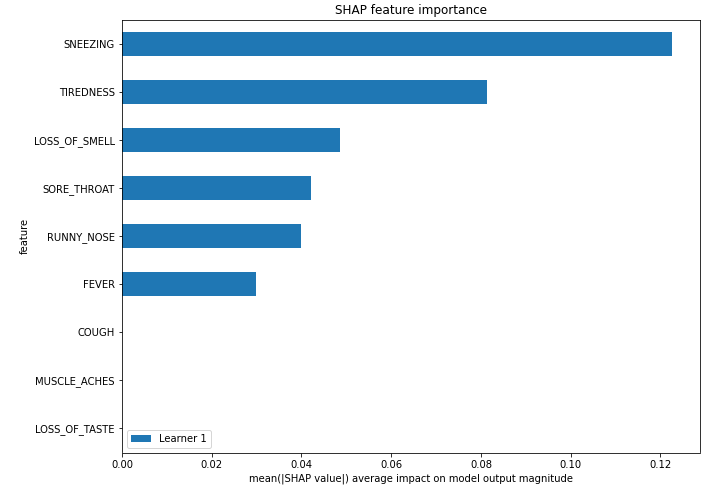 SHAP feature importance
SNEEZING
TIREDNESS
LOSS_OF_SMELL
SORE_THROAT
RUNNY_NOSE
FEVER
COUGH
MUSCLE_ACHES
LOSS_OF_TASTE
feature
Learner 1
0.00 0.02 0.04 0.06 0.08 0.10 0.12
mean(|SHAP value|) average impact on model output magnitude